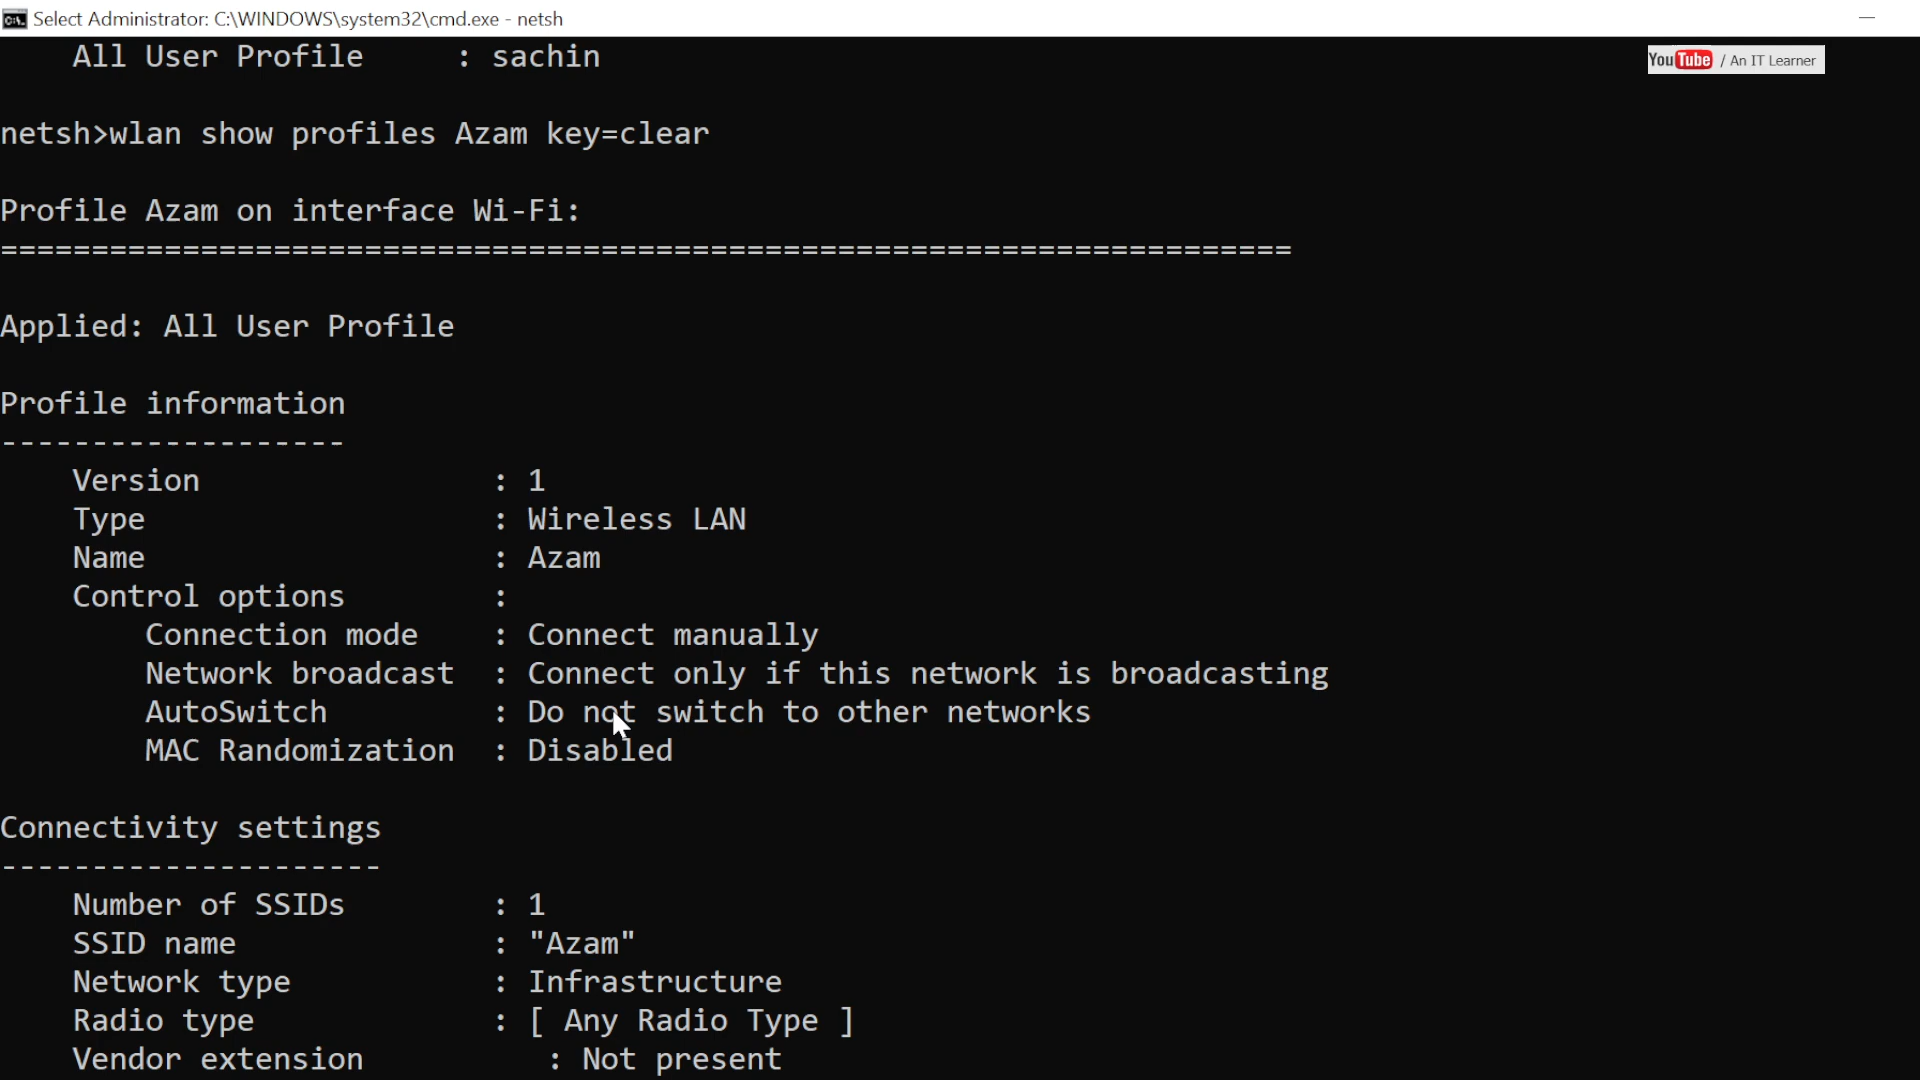 Select Administrator: C:\WINDOWS\system32\cmd.exe - netsh
All User Profile     : sachin
YouTube / An IT Learner
netsh>wlan show profiles Azam key=clear
Profile Azam on interface Wi-Fi:
=======================================================================
Applied: All User Profile
Profile information
-------------------
Version                : 1
Type                   : Wireless LAN
Name                   : Azam
Control options        :
Connection mode    : Connect manually
Network broadcast  : Connect only if this network is broadcasting
AutoSwitch         : Do not switch to other networks
MAC Randomization  : Disabled
Connectivity settings
---------------------
Number of SSIDs        : 1
SSID name              : "Azam"
Network type           : Infrastructure
Radio type             : [ Any Radio Type ]
Vendor extension          : Not present